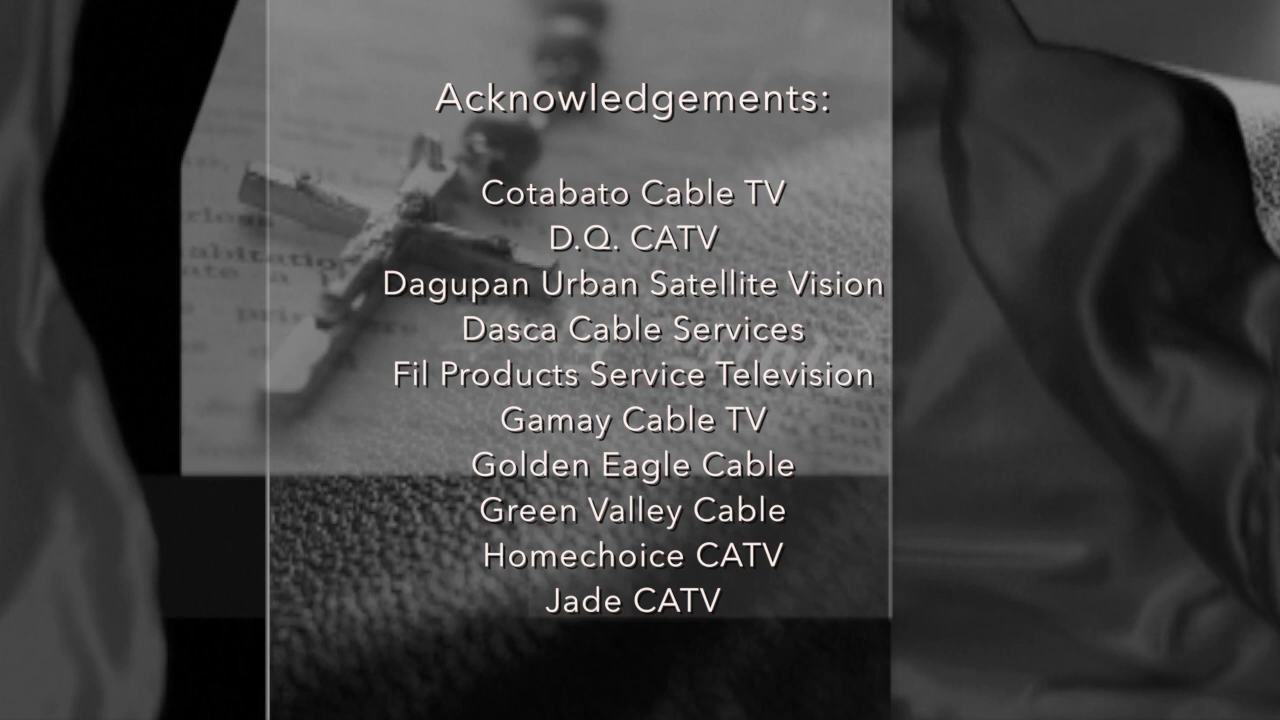 Acknowledgements:
Cotabato Cable TV
D.Q. CATV
Dagupan Urban Satellite Vision
Dasca Cable Services
Fil Products Service Television
Gamay Cable TV
Golden Eagle Cable
Green Valley Cable
Homechoice CATV
Jade CATV